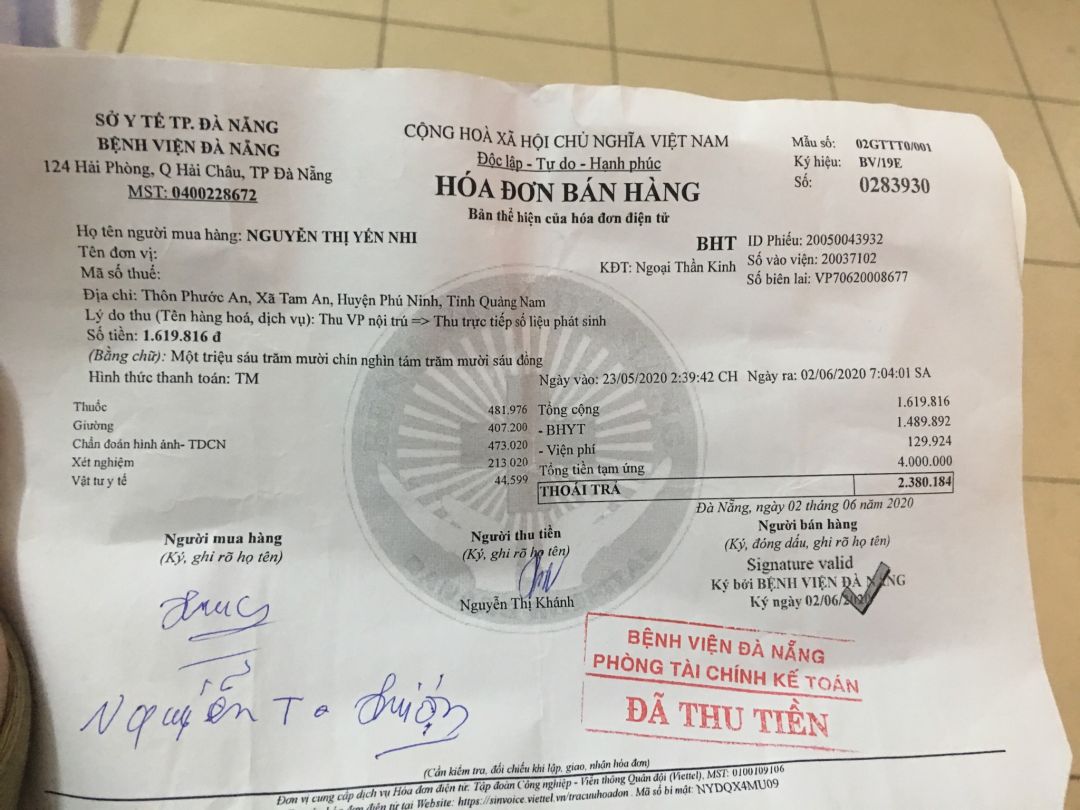 SỞ Y TẾ TP. ĐÀ NẴNG
BỆNH VIỆN ĐÀ NẴNG
124 Hải Phòng, Q Hải Châu, TP Đà Nẵng
MST: 0400228672
CỘNG HOÀ XÃ HỘI CHỦ NGHĨA VIỆT NAM
Độc lập - Tự do - Hạnh phúc
HÓA ĐƠN BÁN HÀNG
Bản thể hiện của hóa đơn điện tử
Mẫu số: 02GTTT0/001
Ký hiệu: BV/19E
Số: 0283930
Họ tên người mua hàng: NGUYỄN THỊ YẾN NHI
Tên đơn vị:
Mã số thuế:
BHT ID Phiếu: 20050043932
KĐT: Ngoại Thần Kinh Số vào viện: 20037102
Số biên lai: VP70620008677
Địa chỉ: Thôn Phước An, Xã Tam An, Huyện Phú Ninh, Tỉnh Quảng Nam
Lý do thu (Tên hàng hoá, dịch vụ): Thu VP nội trú => Thu trực tiếp số liệu phát sinh
Số tiền: 1.619.816 đ
(Bằng chữ): Một triệu sáu trăm mười chín nghìn tám trăm mười sáu đồng
Hình thức thanh toán: TM
Ngày vào: 23/05/2020 2:39:42 CH Ngày ra: 02/06/2020 7:04:01 SA
Thuốc 481.976
Giường 407.200
Chẩn đoán hình ảnh- TDCN 473.020
Xét nghiệm 213.020
Vật tư y tế 44.599
Tổng cộng 1.619.816
- BHYT 1.489.892
- Viện phí 129.924
Tổng tiền tạm ứng 4.000.000
THOÁI TRẢ 2.380.184
Đà Nẵng, ngày 02 tháng 06 năm 2020
Người mua hàng
(Ký, ghi rõ họ tên)
Người thu tiền
(Ký, ghi rõ họ tên)
Nguyễn Thị Khánh
Người bán hàng
(Ký, đóng dấu, ghi rõ họ tên)
Signature valid
Ký bởi BỆNH VIỆN ĐÀ NẴNG
Ký ngày 02/06/2020
Nguyễn T
BỆNH VIỆN ĐÀ NẴNG
PHÒNG TÀI CHÍNH KẾ TOÁN
ĐÃ THU TIỀN
(Cần kiểm tra, đối chiếu khi lập, giao, nhận hóa đơn)
Đơn vị cung cấp dịch vụ Hóa đơn điện tử: Tập đoàn Công nghiệp - Viễn thông Quân đội (Viettel), MST: 0100109106
hóa đơn điện tử tại Website: https://sinvoice.viettel.vn/tracuuhoadon . Mã số bí mật: NYDQX4MU09